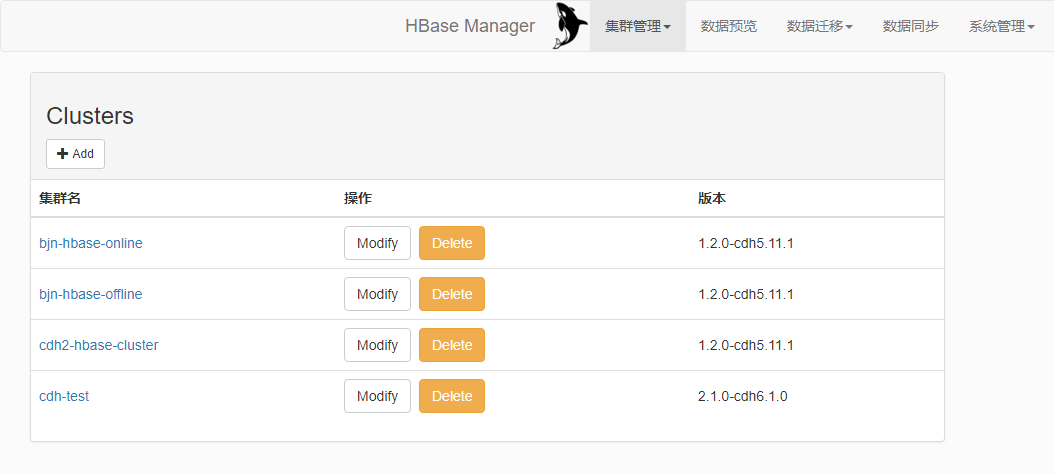 HBase Manager 集群管理 数据预览 数据迁移 数据同步 系统管理
Clusters
Add
集群名 操作 版本
bjn-hbase-online Modify Delete 1.2.0-cdh5.11.1
bjn-hbase-offline Modify Delete 1.2.0-cdh5.11.1
cdh2-hbase-cluster Modify Delete 1.2.0-cdh5.11.1
cdh-test Modify Delete 2.1.0-cdh6.1.0